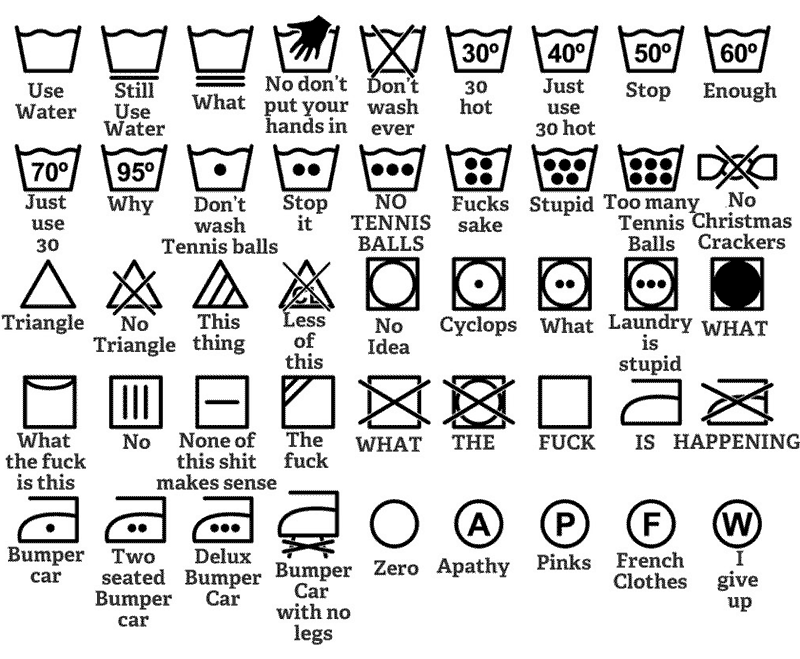 Use
Water
Still
Use
Water
What
No don't
put your
hands in
Don't
wash
ever
30º
30
hot
40º
Just
use
30 hot
50º
Stop
60º
Enough
70º
Just
use
30
95º
Why
Don't
wash
Tennis balls
Stop
it
NO
TENNIS
BALLS
Fucks
sake
Stupid
Too many
Tennis
Balls
No
Christmas
Crackers
Triangle
No
Triangle
This
thing
CL
Less
of
this
No
Idea
Cyclops
What
Laundry
is
stupid
WHAT
What
the fuck
is this
No
None of
this shit
makes sense
The
fuck
WHAT
THE
FUCK
IS
HAPPENING
Bumper
car
Two
seated
Bumper
car
Delux
Bumper
Car
Bumper
Car
with no
legs
Zero
A
Apathy
P
Pinks
F
French
Clothes
W
I
give
up